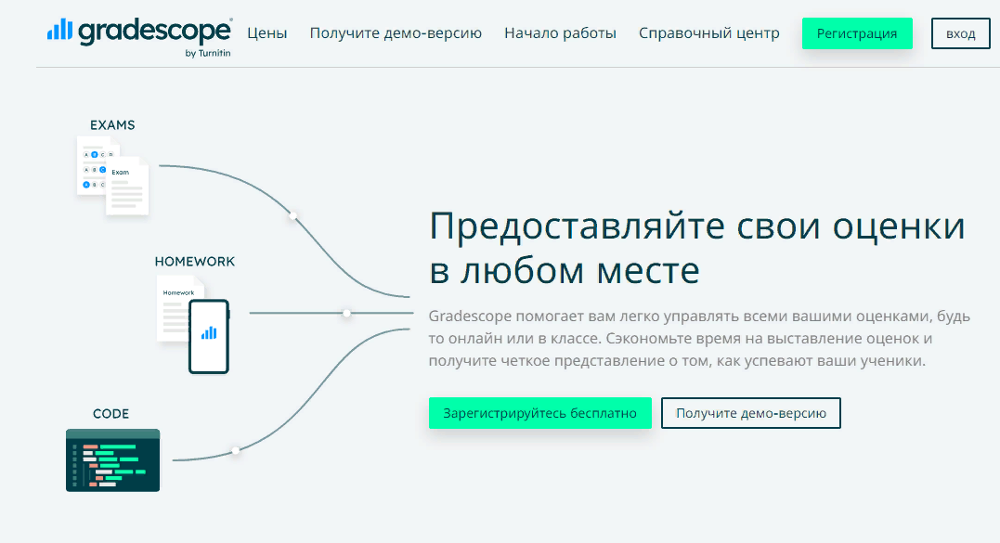 gradescope
by Turnitin
Цены Получите демо-версию Начало работы Справочный центр Регистрация вход
EXAMS
A B C D
A B C
A B C
Exam
Предоставляйте свои оценки
в любом месте
HOMEWORK
Homework
Gradescope помогает вам легко управлять всеми вашими оценками, будь
то онлайн или в классе. Сэкономьте время на выставление оценок и
получите четкое представление о том, как успевают ваши ученики.
CODE
Зарегистрируйтесь бесплатно Получите демо-версию